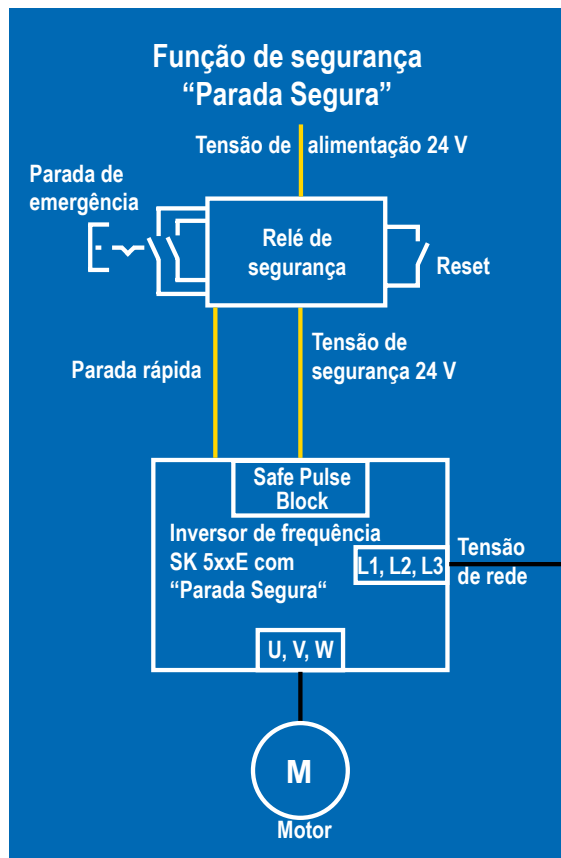 Função de segurança
“Parada Segura”
Tensão de alimentação 24 V
Parada de
emergência
Relé de
segurança
Reset
Parada rápida
Tensão de
segurança 24 V
Safe Pulse
Block
Inversor de frequência
SK 5xxE com
“Parada Segura“
L1, L2, L3
Tensão
de rede
U, V, W
M
Motor